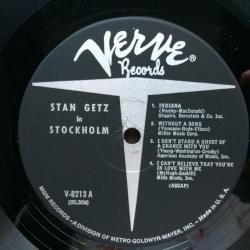 VERVE®
Records
STAN GETZ
in
STOCKHOLM
V-8213 A
(20,306)
1. INDIANA
(Hanley-MacDonald)
Shapiro, Bernstein & Co. Inc.
2. WITHOUT A SONG
(Youmans-Rose-Eliscu)
Miller Music Corp.
3. I DON'T STAND A GHOST OF
A CHANCE WITH YOU
(Young-Washington-Crosby)
American Academy of Music, Inc.
4. I CAN'T BELIEVE THAT YOU'RE
IN LOVE WITH ME
(McHugh-Gaskill)
Mills Music, Inc.
(ASCAP)
MGM RECORDS - A DIVISION OF METRO-GOLDWYN-MAYER, INC. - MADE IN U.S.A.